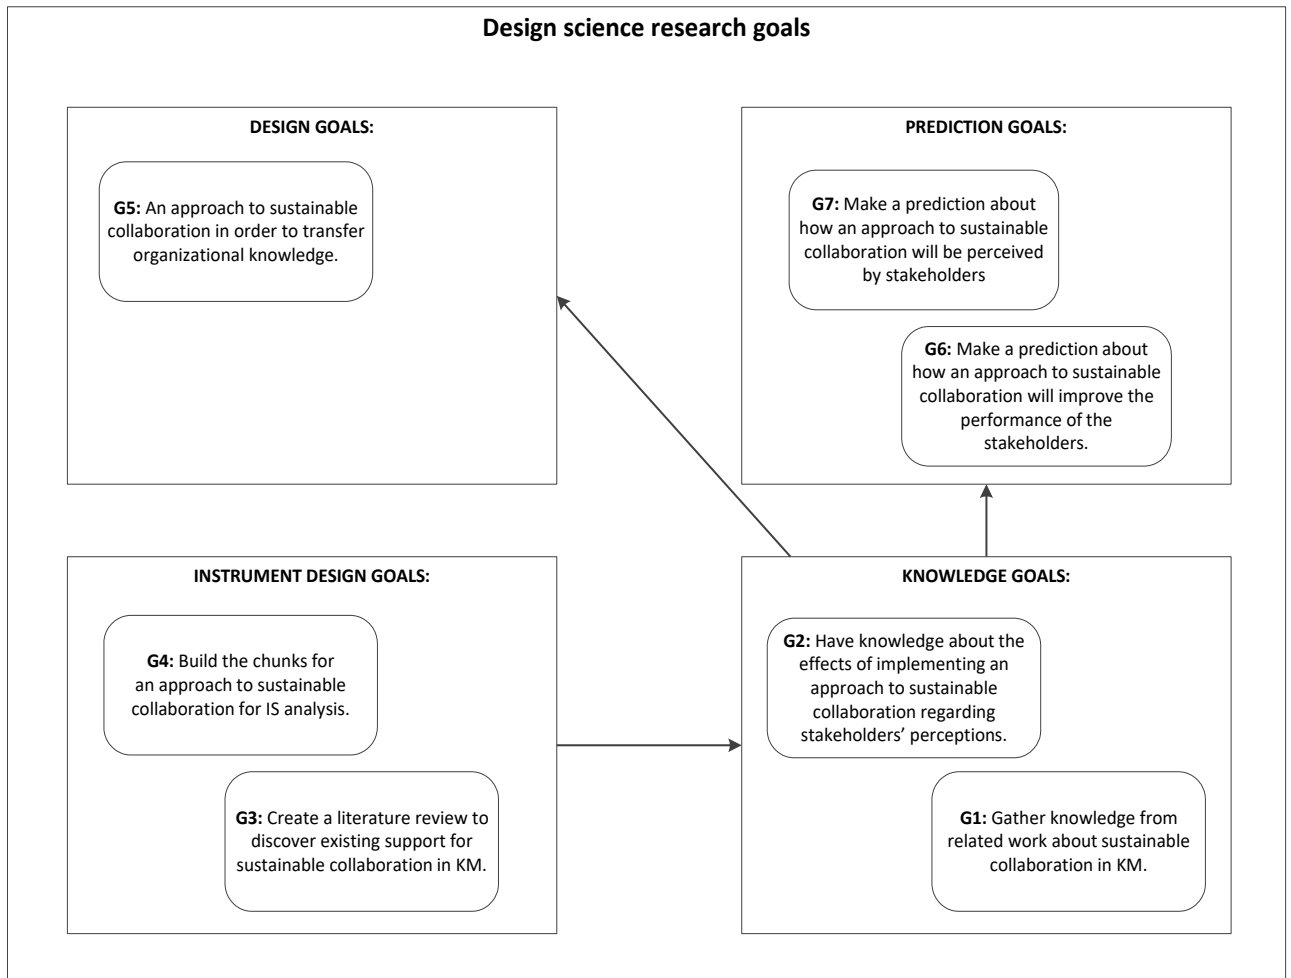 Design science research goals
DESIGN GOALS:
G5: An approach to sustainable
collaboration in order to transfer
organizational knowledge.
PREDICTION GOALS:
G7: Make a prediction about
how an approach to sustainable
collaboration will be perceived
by stakeholders
G6: Make a prediction about
how an approach to sustainable
collaboration will improve the
performance of the
stakeholders.
INSTRUMENT DESIGN GOALS:
G4: Build the chunks for
an approach to sustainable
collaboration for IS analysis.
G3: Create a literature review to
discover existing support for
sustainable collaboration in KM.
KNOWLEDGE GOALS:
G2: Have knowledge about the
effects of implementing an
approach to sustainable
collaboration regarding
stakeholders’ perceptions.
G1: Gather knowledge from
related work about sustainable
collaboration in KM.